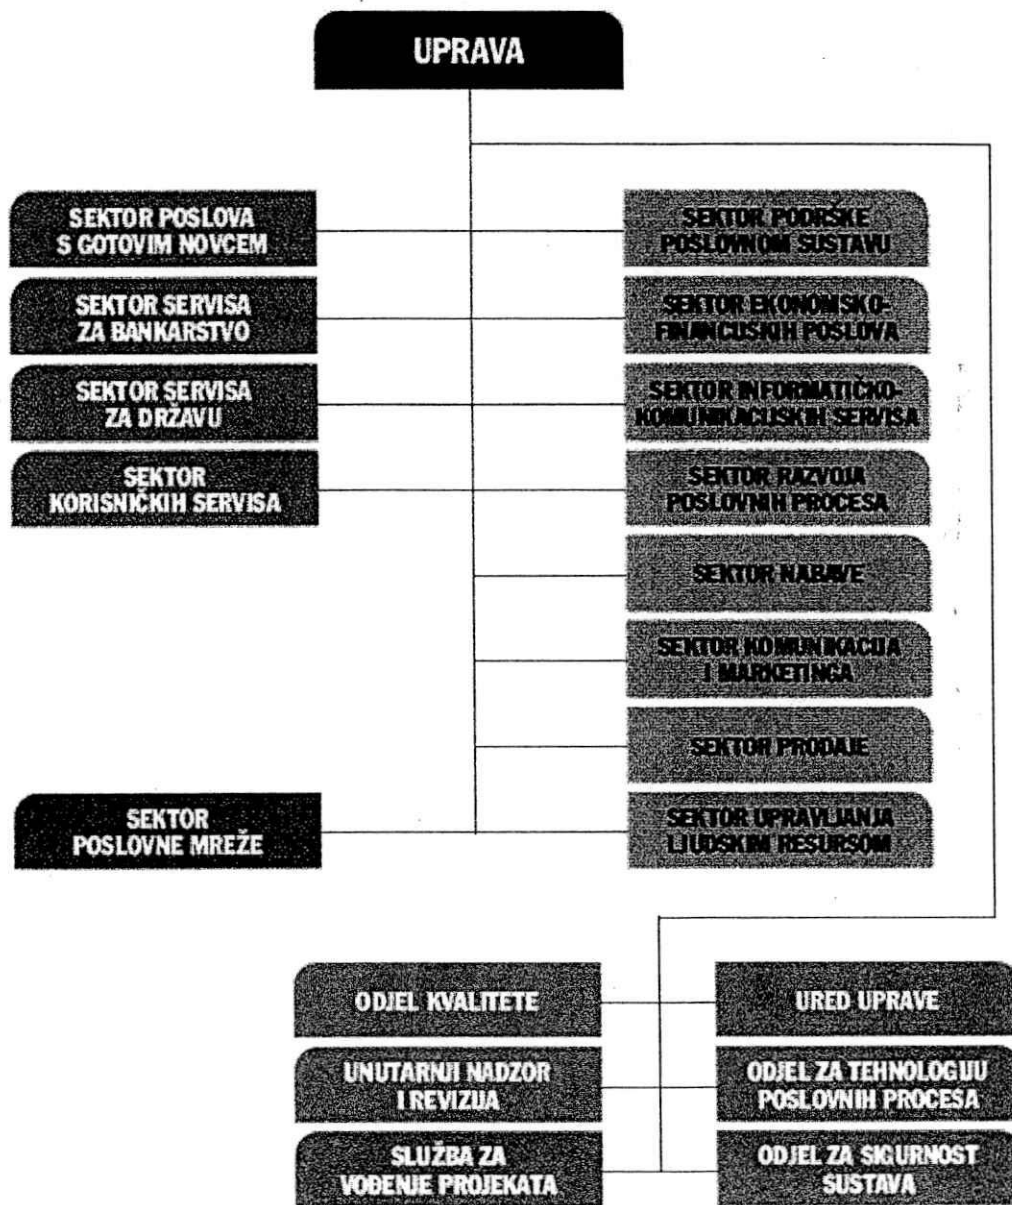 UPRAVA
SEKTOR POSLOVA
S GOTOVIM NOVCEM
SEKTOR SERVISA
ZA BANKARSTVO
SEKTOR SERVISA
ZA DRŽAVU
SEKTOR
KORISNIČKIH SERVISA
SEKTOR
POSLOVNE MREŽE
SEKTOR PODRŠKE
POSLOVNOM SUSTAVU
SEKTOR EKONOMSKO-
FINANCIJSKIH POSLOVA
SEKTOR INFORMATIČKO-
KOMUNIKACIJSKIH SERVISA
SEKTOR RAZVOJA
POSLOVNIH PROCESA
SEKTOR NABAVE
SEKTOR KOMUNIKACIJA
I MARKETINGA
SEKTOR PRODAJE
SEKTOR UPRAVLJANJA
LJUDSKIM RESURSOM
ODJEL KVALITETE
UNUTARNJI NADZOR
I REVIZIJA
SLUŽBA ZA
VOĐENJE PROJEKATA
URED UPRAVE
ODJEL ZA TEHNOLOGIJU
POSLOVNIH PROCESA
ODJEL ZA SIGURNOST
SUSTAVA